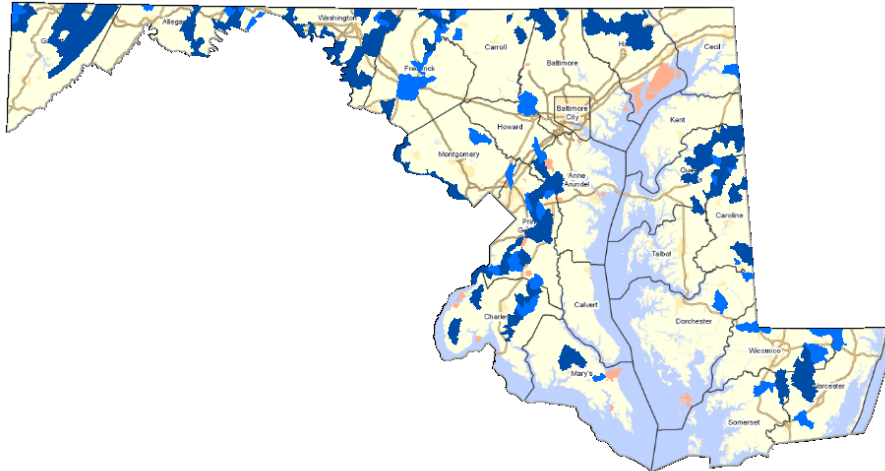 Washington
Carroll
Cecil
Frederick
Baltimore
Baltimore
City
Kent
Howard
Montgomery
Anne
Arundel
Caroline
Talbot
Calvert
Charles
Dorchester
Mary's
Wicomico
Somerset